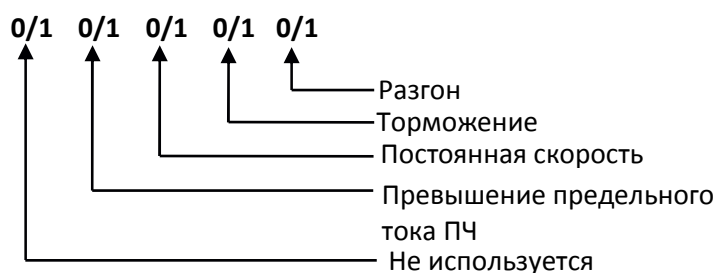 0/1 0/1 0/1 0/1 0/1
Разгон
Торможение
Постоянная скорость
Превышение предельного
тока ПЧ
Не используется